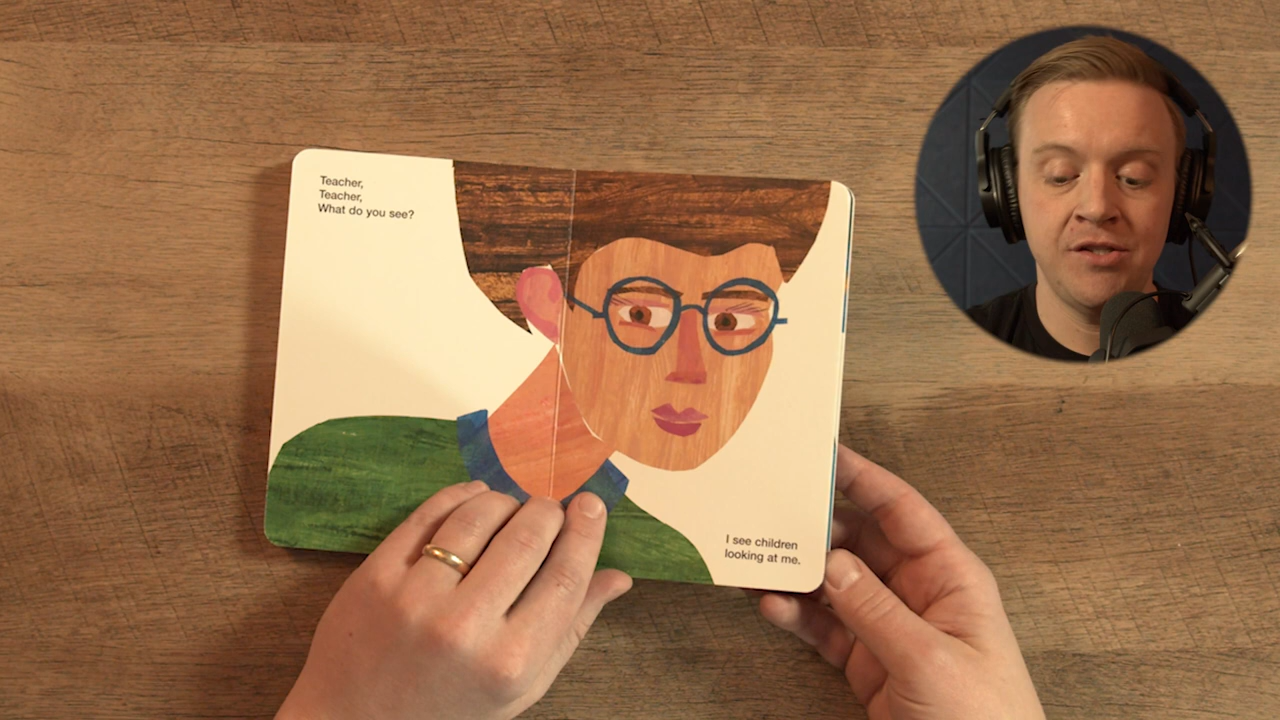 Teacher,
Teacher,
What do you see?
I see children
looking at me.